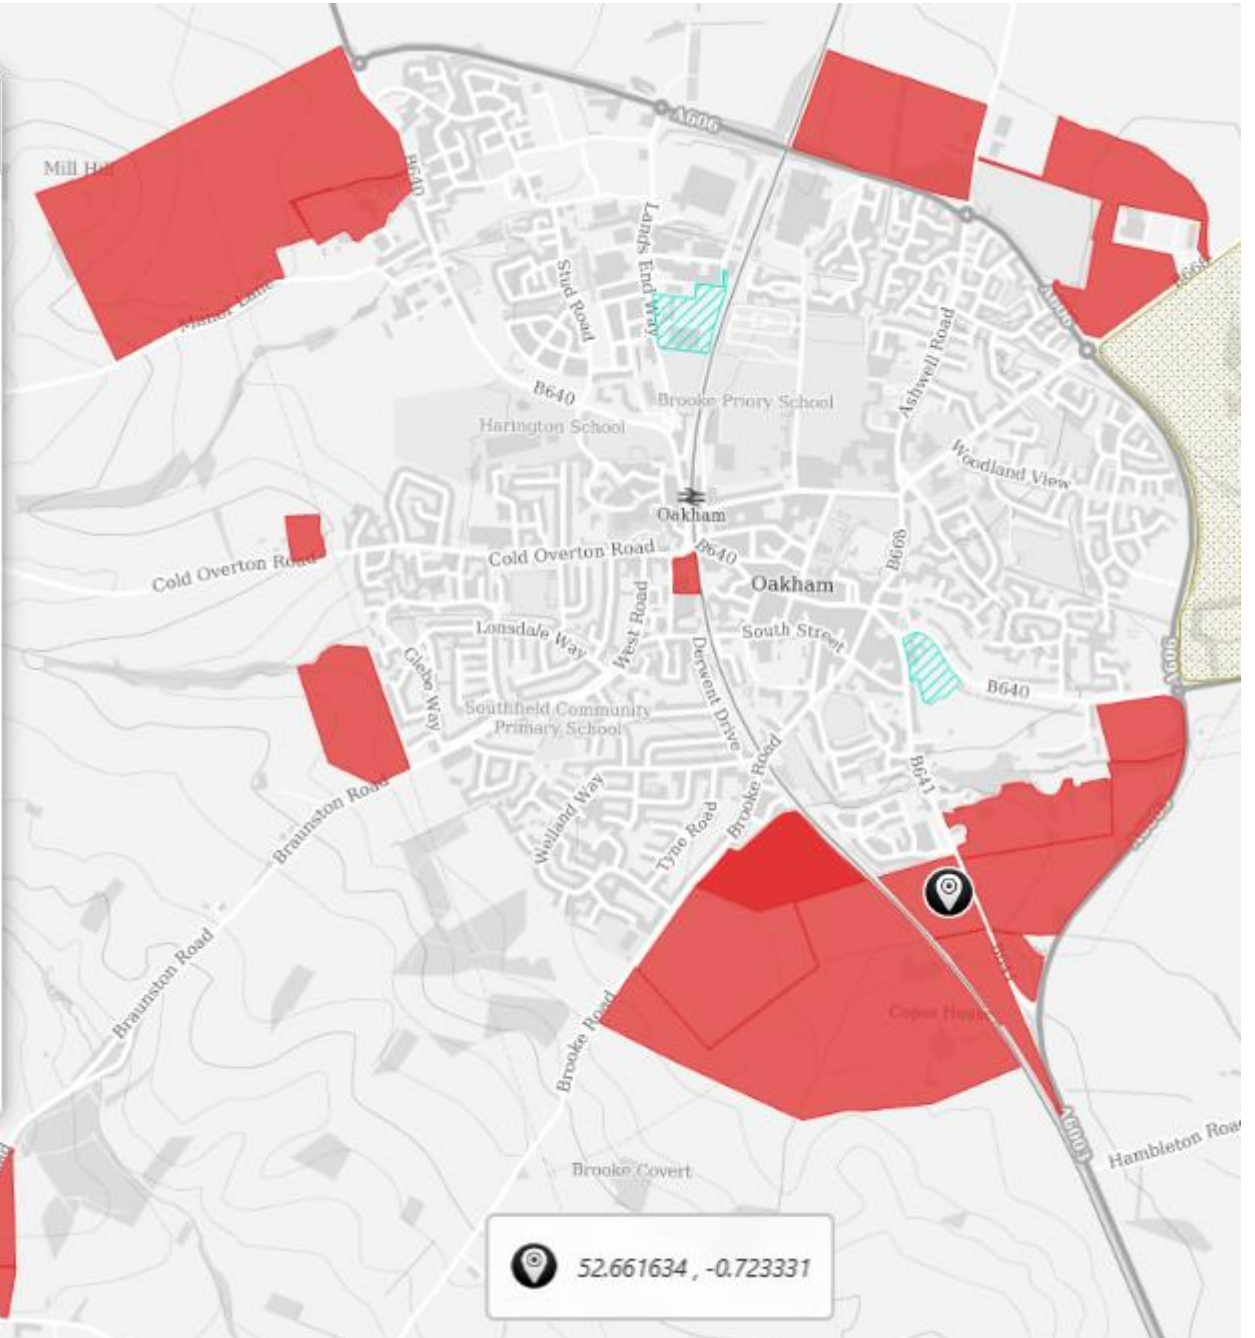 A606
Mill Hill
B640
Lands End Way
Stud Road
Manor Lane
B668
A606
Ashwell Road
B640
Brooke Priory School
Harington School
Woodland View
Oakham
Cold Overton Road
B640
B668
Cold Overton Road
Oakham
Lonsdale Way
West Road
South Street
A606
Glebe Way
Derwent Drive
B640
Southfield Community
Primary School
B641
Braunston Road
Welland Way
Tyne Road
Brooke Road
Braunston Road
Brooke Road
Copse House
A6003
Hambleton Road
Brooke Covert
52.661634 , -0.723331